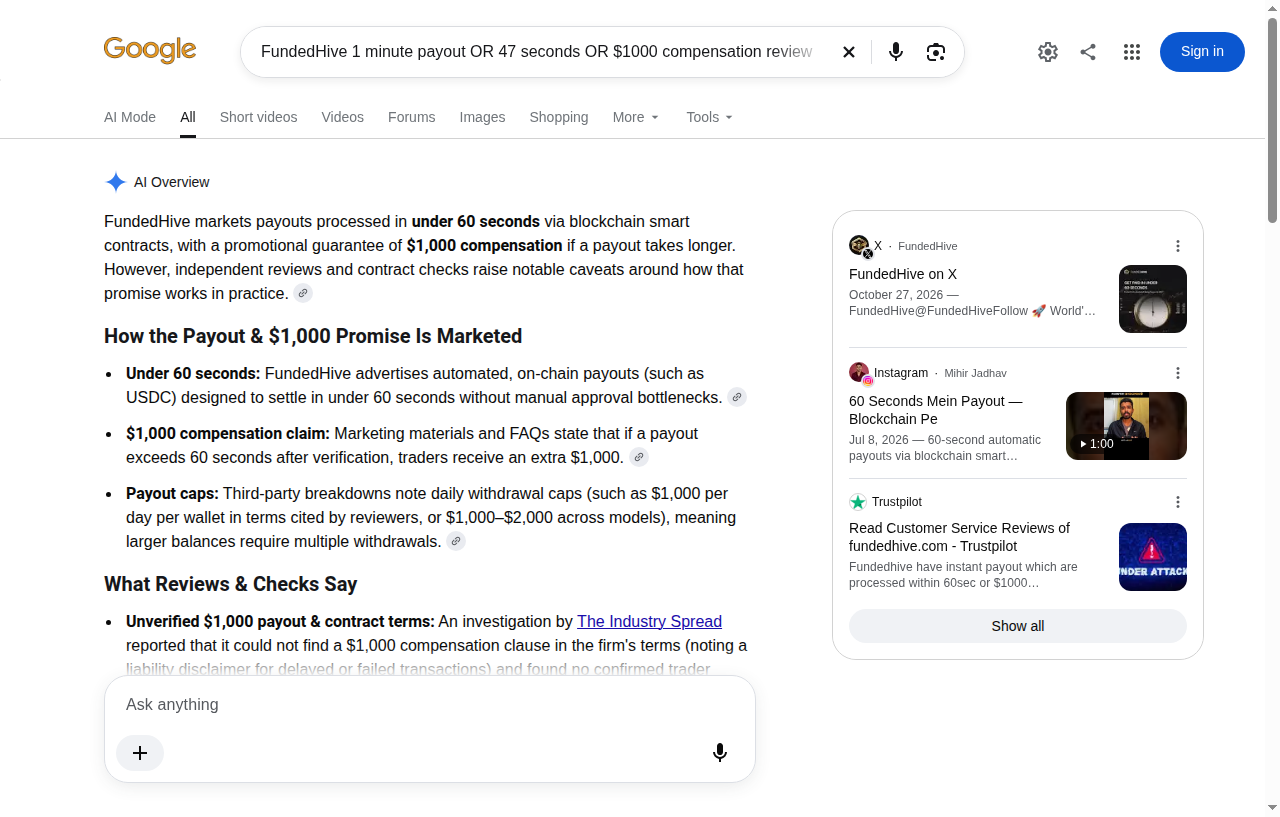 Google
FundedHive 1 minute payout OR 47 seconds OR $1000 compensation review
Sign in
AI Mode
All
Short videos
Videos
Forums
Images
Shopping
More
Tools
AI Overview
FundedHive markets payouts processed in under 60 seconds via blockchain smart
contracts, with a promotional guarantee of $1,000 compensation if a payout takes longer.
However, independent reviews and contract checks raise notable caveats around how that
promise works in practice.
How the Payout & $1,000 Promise Is Marketed
• Under 60 seconds: FundedHive advertises automated, on-chain payouts (such as
USDC) designed to settle in under 60 seconds without manual approval bottlenecks.
• $1,000 compensation claim: Marketing materials and FAQs state that if a payout
exceeds 60 seconds after verification, traders receive an extra $1,000.
• Payout caps: Third-party breakdowns note daily withdrawal caps (such as $1,000 per
day per wallet in terms cited by reviewers, or $1,000–$2,000 across models), meaning
larger balances require multiple withdrawals.
What Reviews & Checks Say
• Unverified $1,000 payout & contract terms: An investigation by The Industry Spread
reported that it could not find a $1,000 compensation clause in the firm's terms (noting a
liability disclaimer for delayed or failed transactions) and found no confirmed trader
Ask anything
X · FundedHive
FundedHive on X
October 27, 2026 —
FundedHive@FundedHiveFollow 🚀 World'...
Instagram · Mihir Jadhav
60 Seconds Mein Payout —
Blockchain Pe
Jul 8, 2026 — 60-second automatic
payouts via blockchain smart…
1:00
Trustpilot
Read Customer Service Reviews of
fundedhive.com - Trustpilot
Fundedhive have instant payout which are
processed within 60sec or $1000…
UNDER ATTACK
Show all